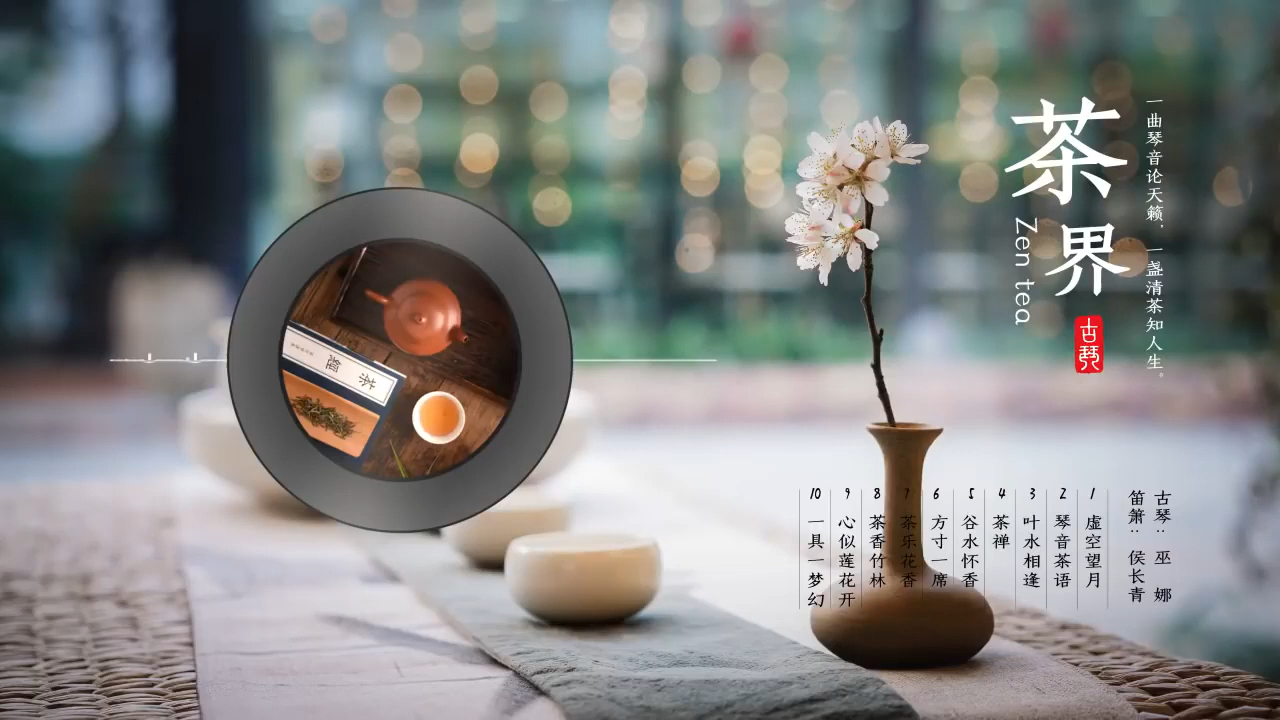 一曲琴音论天籁，一盏清茶知人生。
茶界
Zen tea
古琴
古琴：巫娜
笛箫：侯长青
1 虚空望月
2 琴音茶语
3 叶水相逢
4 茶禅
5 谷水怀香
6 方寸一席
7 茶乐花香
8 茶香竹林
9 心似莲花开
10 一具一梦幻
茶經